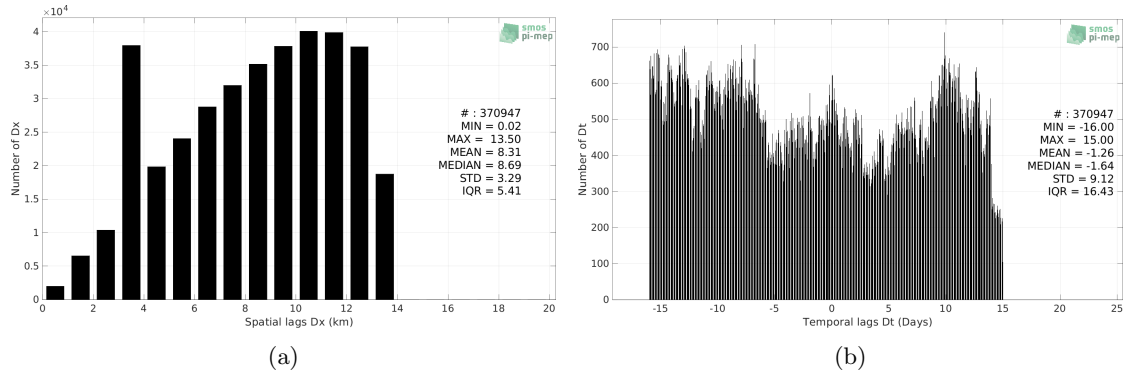 ×10⁴
4
3.5
3
2.5
2
1.5
1
0.5
0
Number of Dx
0 2 4 6 8 10 12 14 16 18 20
Spatial lags Dx (km)
smos
pi-mep
# : 370947
MIN = 0.02
MAX = 13.50
MEAN = 8.31
MEDIAN = 8.69
STD = 3.29
IQR = 5.41
(a)
700
600
500
400
300
200
100
0
Number of Dt
-15 -10 -5 0 5 10 15 20 25
Temporal lags Dt (Days)
smos
pi-mep
# : 370947
MIN = -16.00
MAX = 15.00
MEAN = -1.26
MEDIAN = -1.64
STD = 9.12
IQR = 16.43
(b)